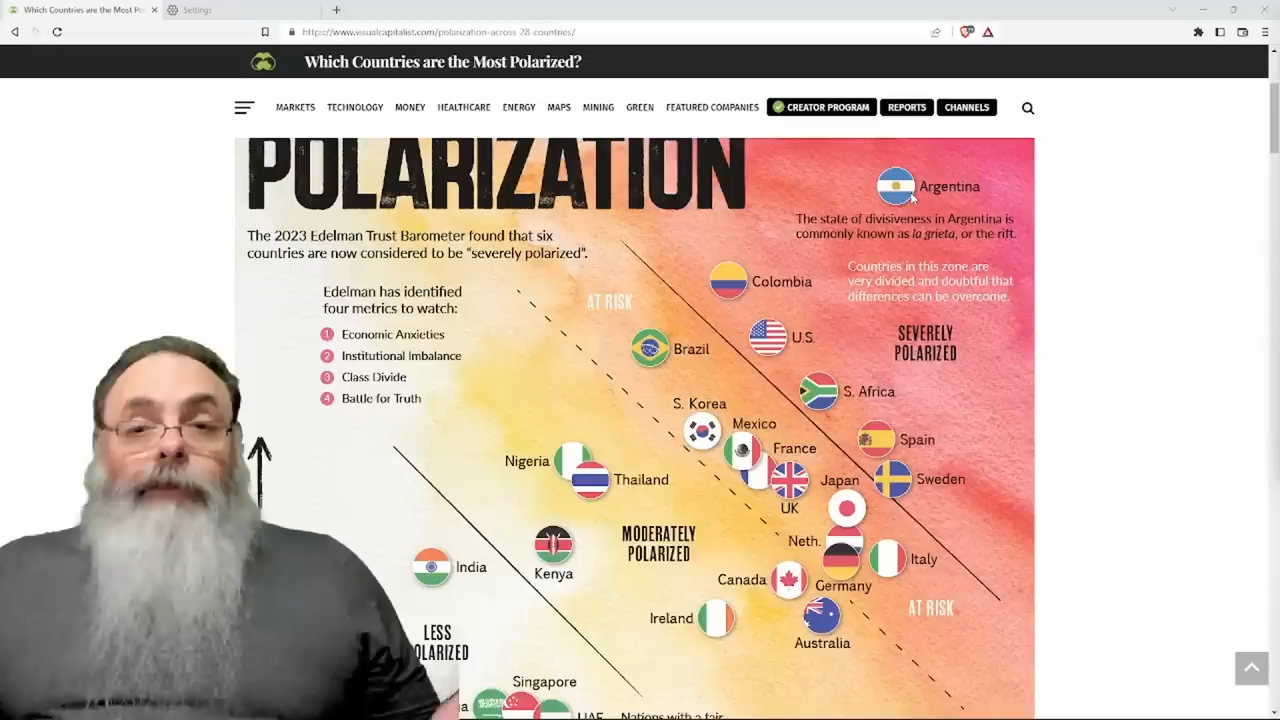 Which Countries are the Most Po
Settings
https://www.visualcapitalist.com/polarization-across-28-countries/
Which Countries are the Most Polarized?
MARKETS TECHNOLOGY MONEY HEALTHCARE ENERGY MAPS MINING GREEN FEATURED COMPANIES CREATOR PROGRAM REPORTS CHANNELS
POLARIZATION
Argentina
The state of divisiveness in Argentina is
commonly known as la grieta, or the rift.
The 2023 Edelman Trust Barometer found that six
countries are now considered to be “severely polarized”.
Countries in this zone are
very divided and doubtful that
differences can be overcome.
Colombia
Edelman has identified
four metrics to watch:
AT RISK
1 Economic Anxieties
2 Institutional Imbalance
3 Class Divide
4 Battle for Truth
U.S.
SEVERELY
POLARIZED
Brazil
S. Africa
S. Korea
Mexico
Spain
France
Nigeria
Thailand
Japan
Sweden
UK
MODERATELY
POLARIZED
Neth.
Italy
India
Kenya
Canada
Germany
AT RISK
Ireland
Australia
LESS
POLARIZED
Singapore
UAE
Nations with a fair